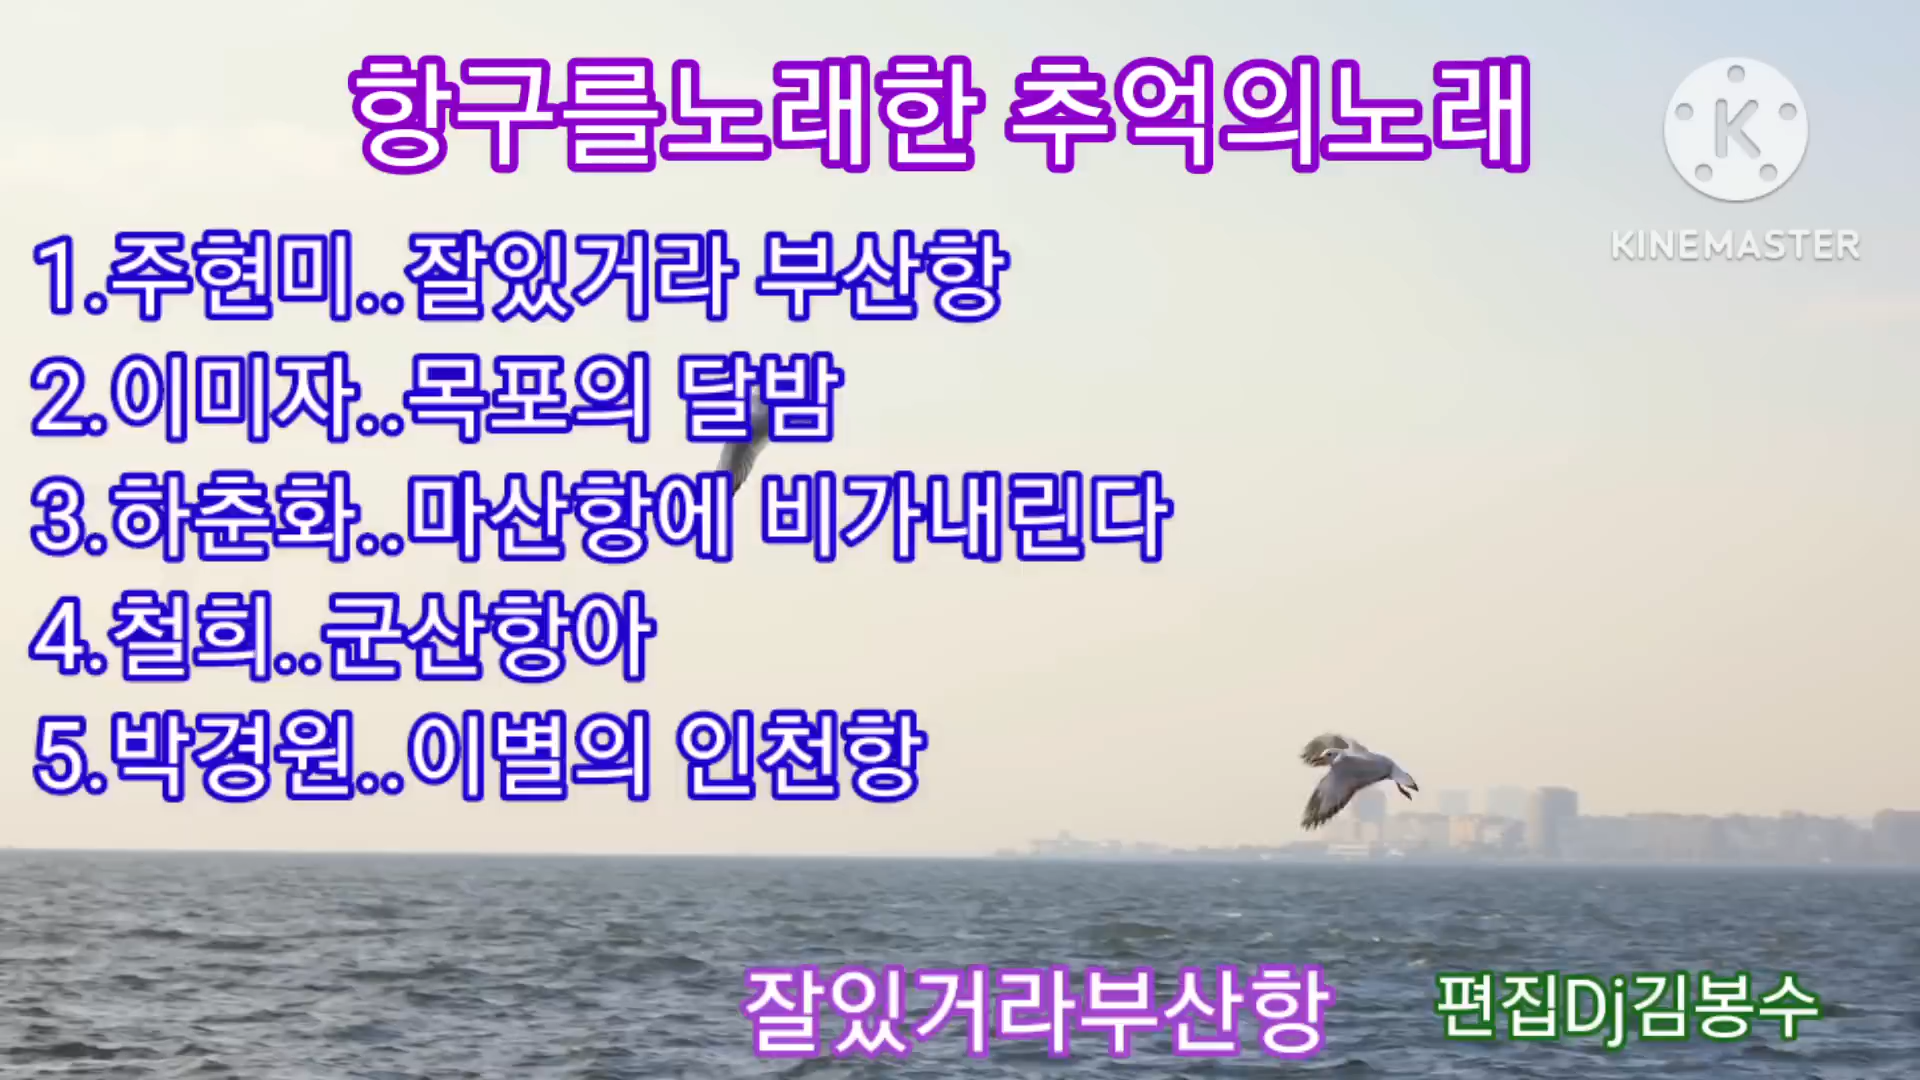 항구를노래한 추억의노래
KINEMASTER
1.주현미..잘있거라 부산항
2.이미자..목포의 달밤
3.하춘화..마산항에 비가내린다
4.철희..군산항아
5.박경원..이별의 인천항
잘있거라부산항
편집Dj김봉수